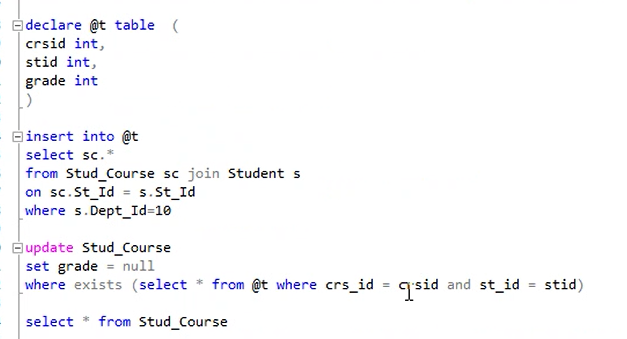 declare @t table (
crsid int,
stid int,
grade int
)
insert into @t
select sc.*
from Stud_Course sc join Student s
on sc.St_Id = s.St_Id
where s.Dept_Id=10
update Stud_Course
set grade = null
where exists (select * from @t where crs_id = crsid and st_id = stid)
select * from Stud_Course